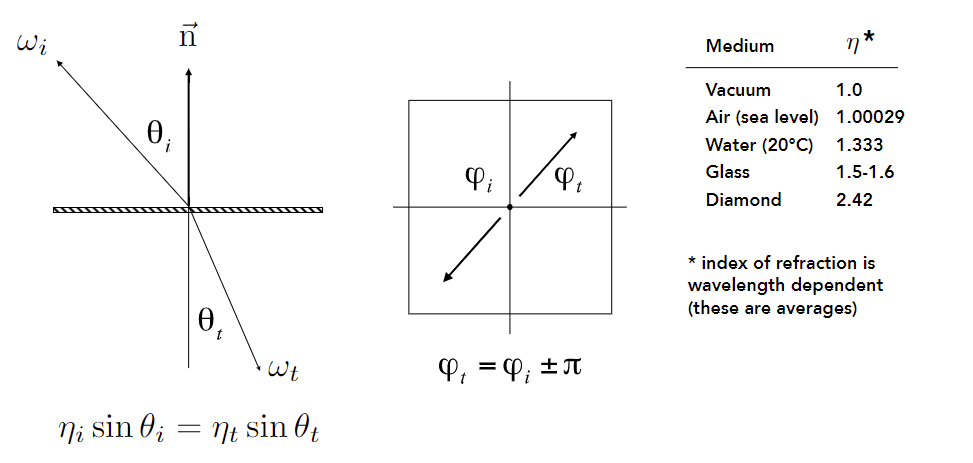 ωᵢ
n⃗
θᵢ
θₜ
ωₜ
ηᵢ sin θᵢ = ηₜ sin θₜ
φᵢ φₜ
φₜ = φᵢ ± π
Medium η*
Vacuum 1.0
Air (sea level) 1.00029
Water (20°C) 1.333
Glass 1.5-1.6
Diamond 2.42
* index of refraction is
wavelength dependent
(these are averages)